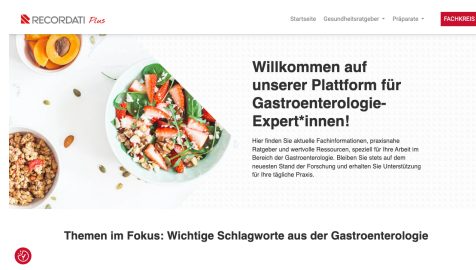 RECORDATI Plus
Startseite Gesundheitsratgeber Präparate FACHKREIS
Willkommen auf
unserer Plattform für
Gastroenterologie-
Expert*innen!
Hier finden Sie aktuelle Fachinformationen, praxisnahe
Ratgeber und wertvolle Ressourcen, speziell für Ihre Arbeit im
Bereich der Gastroenterologie. Bleiben Sie stets auf dem
neuesten Stand der Forschung und erhalten Sie Unterstützung
für Ihre tägliche Praxis.
Themen im Fokus: Wichtige Schlagworte aus der Gastroenterologie